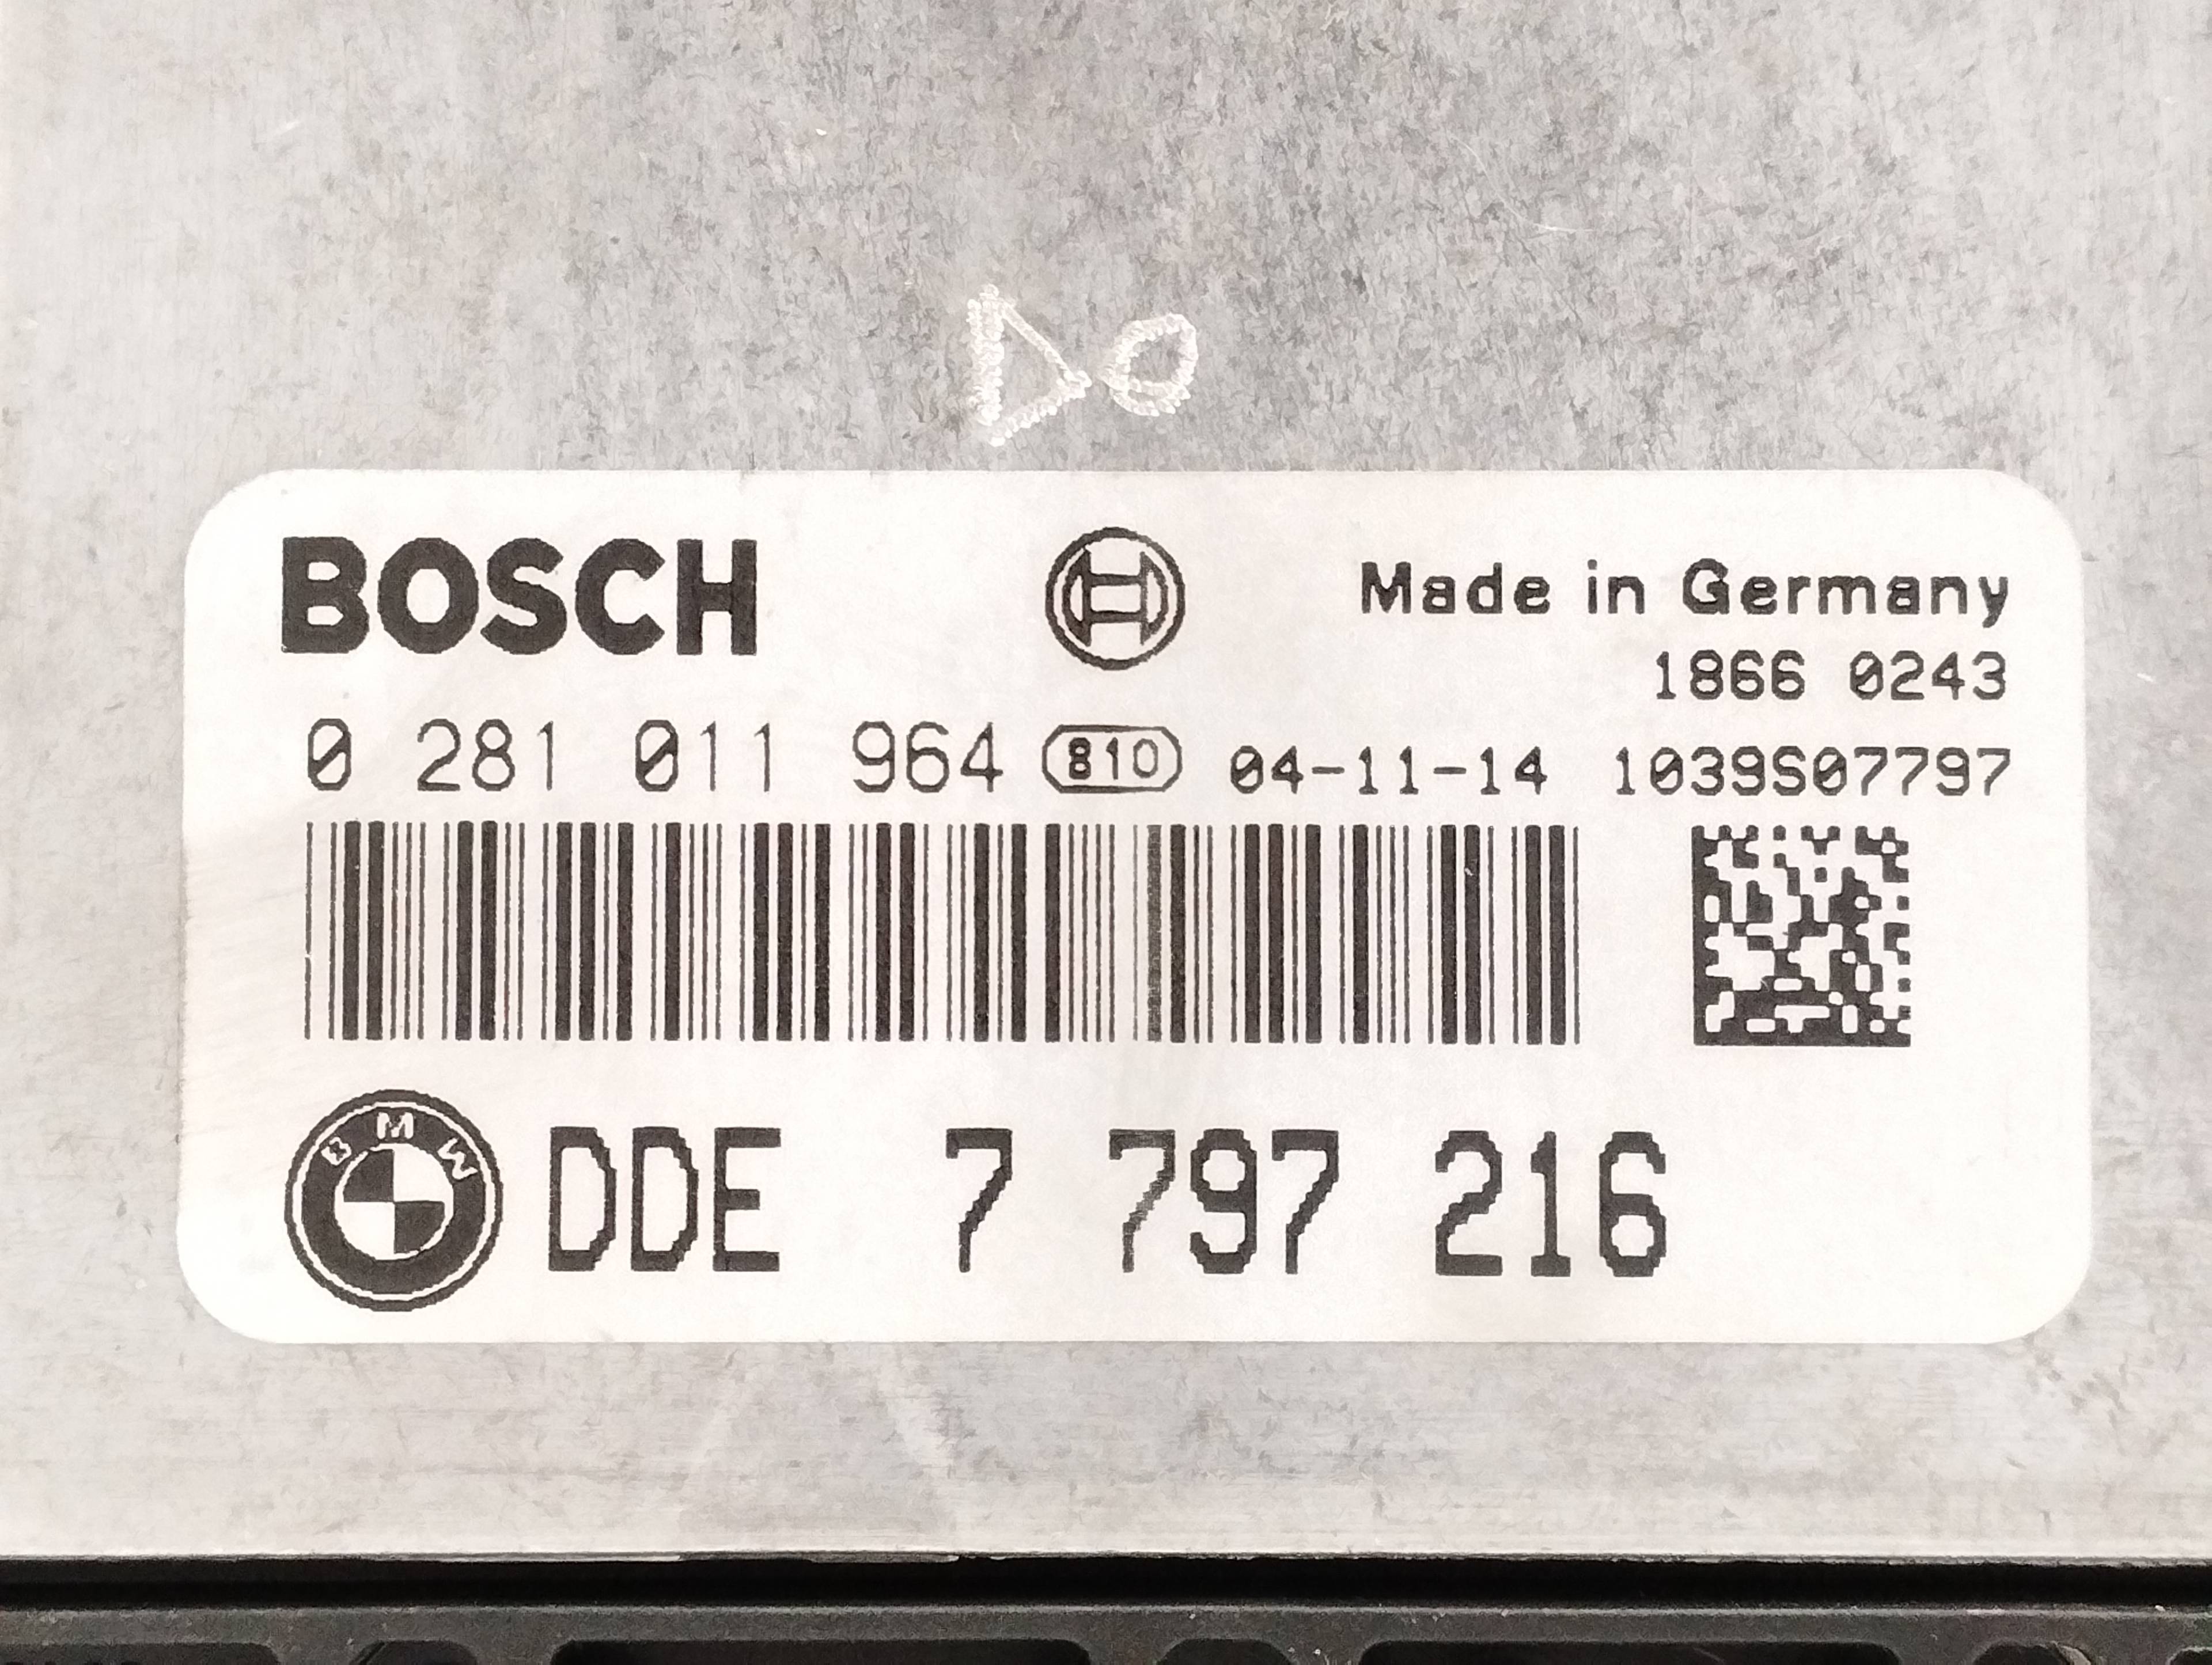 DO
BOSCH
Made in Germany
1866 0243
0 281 011 964 810 04-11-14 1039S07797
BMW DDE 7 797 216